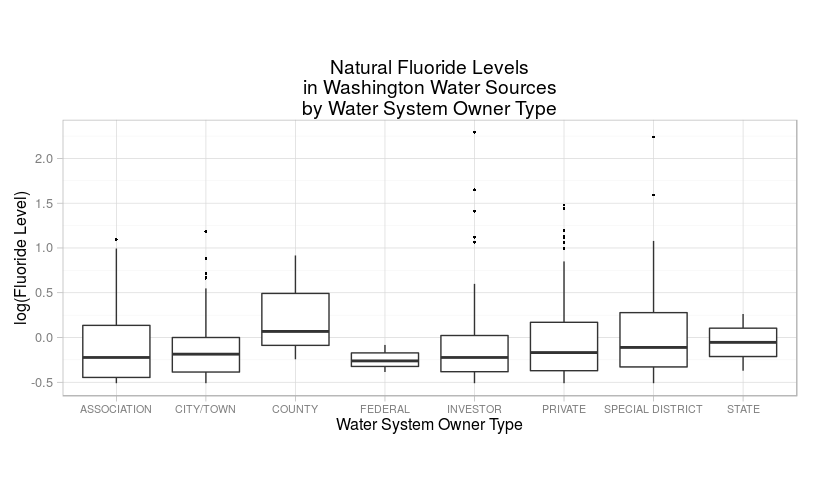 Natural Fluoride Levels
in Washington Water Sources
by Water System Owner Type
log(Fluoride Level)
2.0
1.5
1.0
0.5
0.0
-0.5
ASSOCIATION CITY/TOWN COUNTY FEDERAL INVESTOR PRIVATE SPECIAL DISTRICT STATE
Water System Owner Type